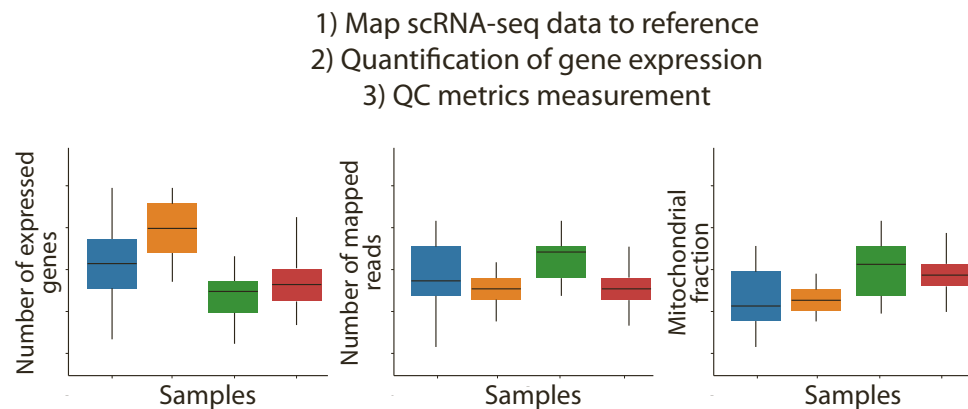 1) Map scRNA-seq data to reference
2) Quantification of gene expression
3) QC metrics measurement
Number of expressed
genes
Samples
Number of mapped
reads
Samples
Mitochondrial
fraction
Samples